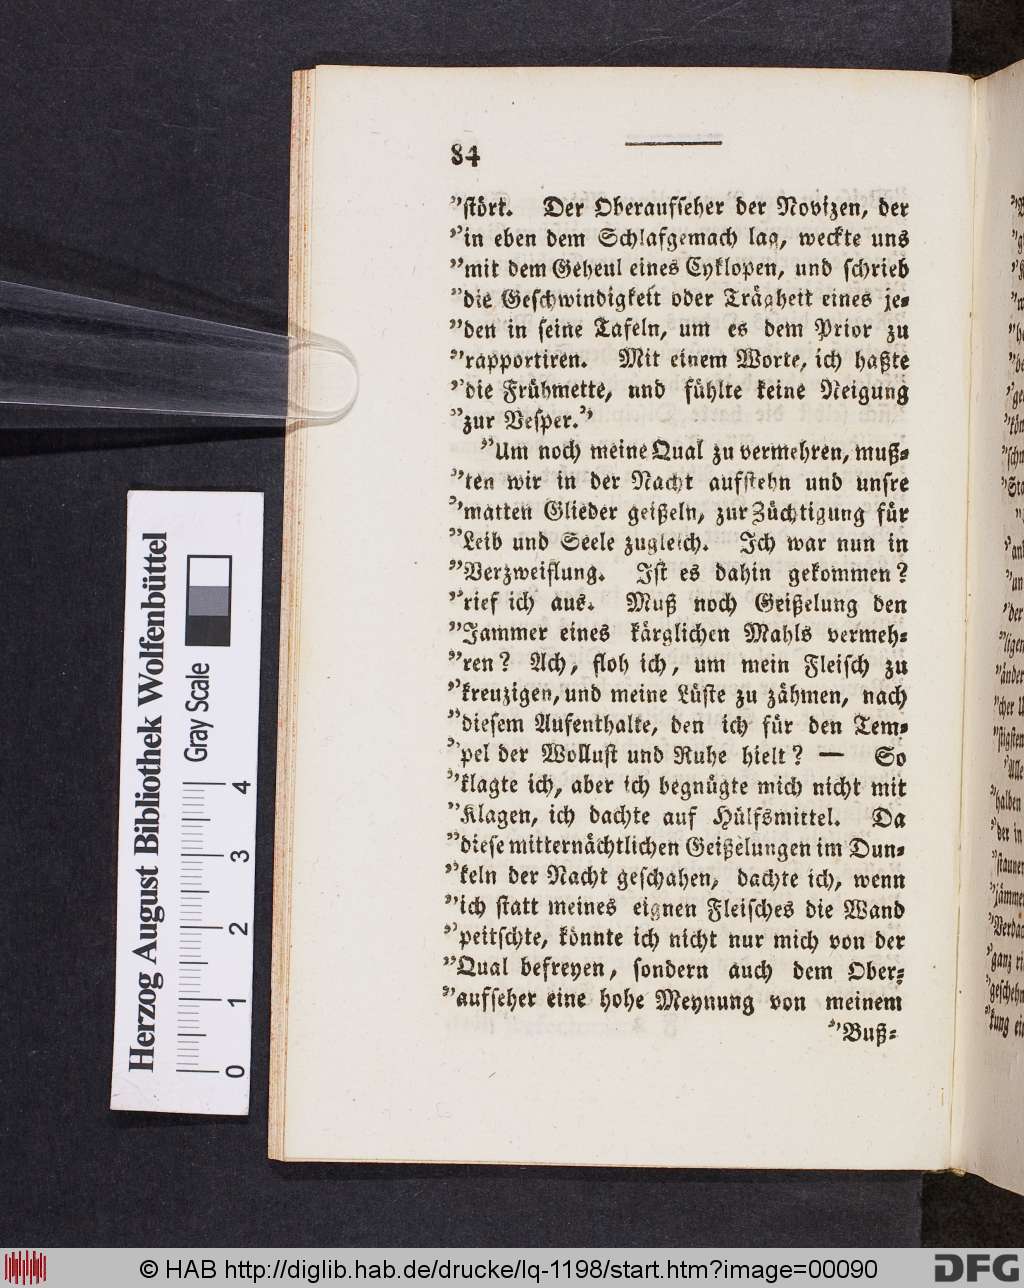 84
”stört. Der Oberaufseher der Novizen, der
”in eben dem Schlafgemach lag, weckte uns
”mit dem Geheul eines Cyklopen, und schrieb
”die Geschwindigkeit oder Trägheit eines je-
”den in seine Tafeln, um es dem Prior zu
”rapportiren. Mit einem Worte, ich haßte
”die Frühmette, und fühlte keine Neigung
”zur Vesper.”
”Um noch meine Qual zu vermehren, muß-
”ten wir in der Nacht aufstehn und unsre
”matten Glieder geißeln, zur Züchtigung für
”Leib und Seele zugleich. Ich war nun in
”Verzweiflung. Ist es dahin gekommen?
”rief ich aus. Muß noch Geißelung den
”Jammer eines kärglichen Mahls vermeh-
”ren? Ach, floh ich, um mein Fleisch zu
”kreuzigen, und meine Lüste zu zähmen, nach
”diesem Aufenthalte, den ich für den Tem-
”pel der Wollust und Ruhe hielt? — So
”klagte ich, aber ich begnügte mich nicht mit
”Klagen, ich dachte auf Hülfsmittel. Da
”diese mitternächtlichen Geißelungen im Dun-
”keln der Nacht geschahen, dachte ich, wenn
”ich statt meines eignen Fleisches die Wand
”peitschte, könnte ich nicht nur mich von der
”Qual befreyen, sondern auch dem Ober-
”aufseher eine hohe Meynung von meinem
”Buß-
Herzog August Bibliothek Wolfenbüttel
Gray Scale
0 1 2 3 4
© HAB http://diglib.hab.de/drucke/lq-1198/start.htm?image=00090
DFG